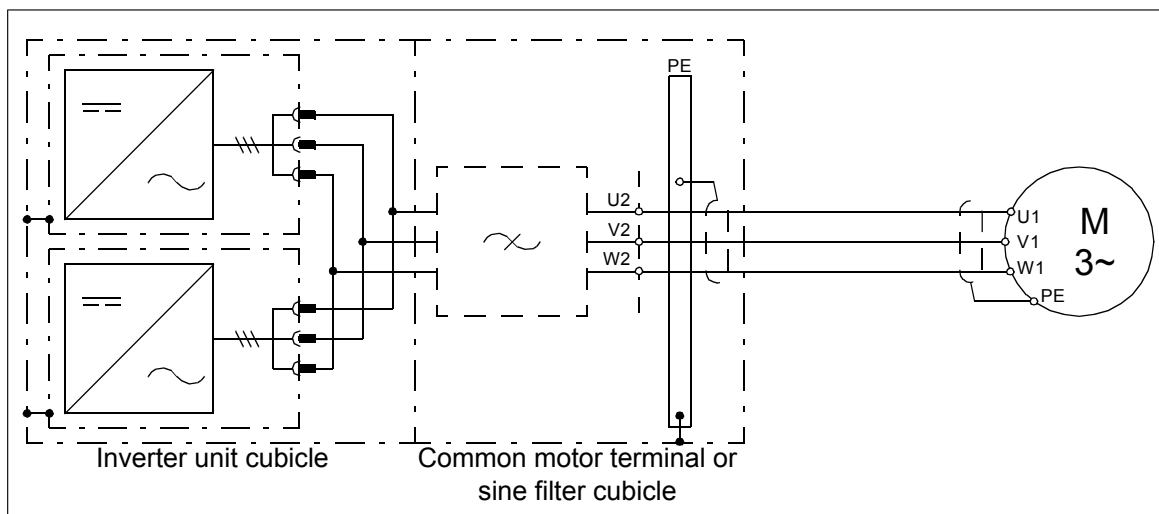 PE
U2
V2
W2
U1
V1
W1
PE
M
3~
Inverter unit cubicle
Common motor terminal or
sine filter cubicle